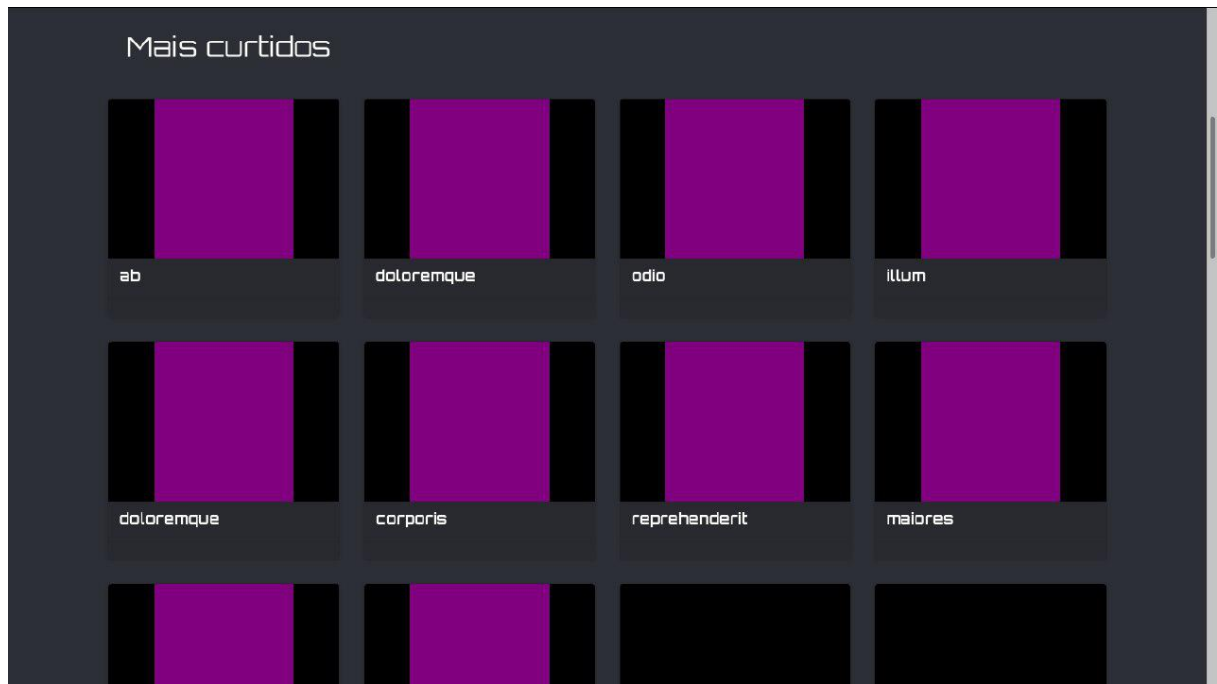 Mais curtidos
ab
doloremque
odio
illum
doloremque
corporis
reprehenderit
maiores